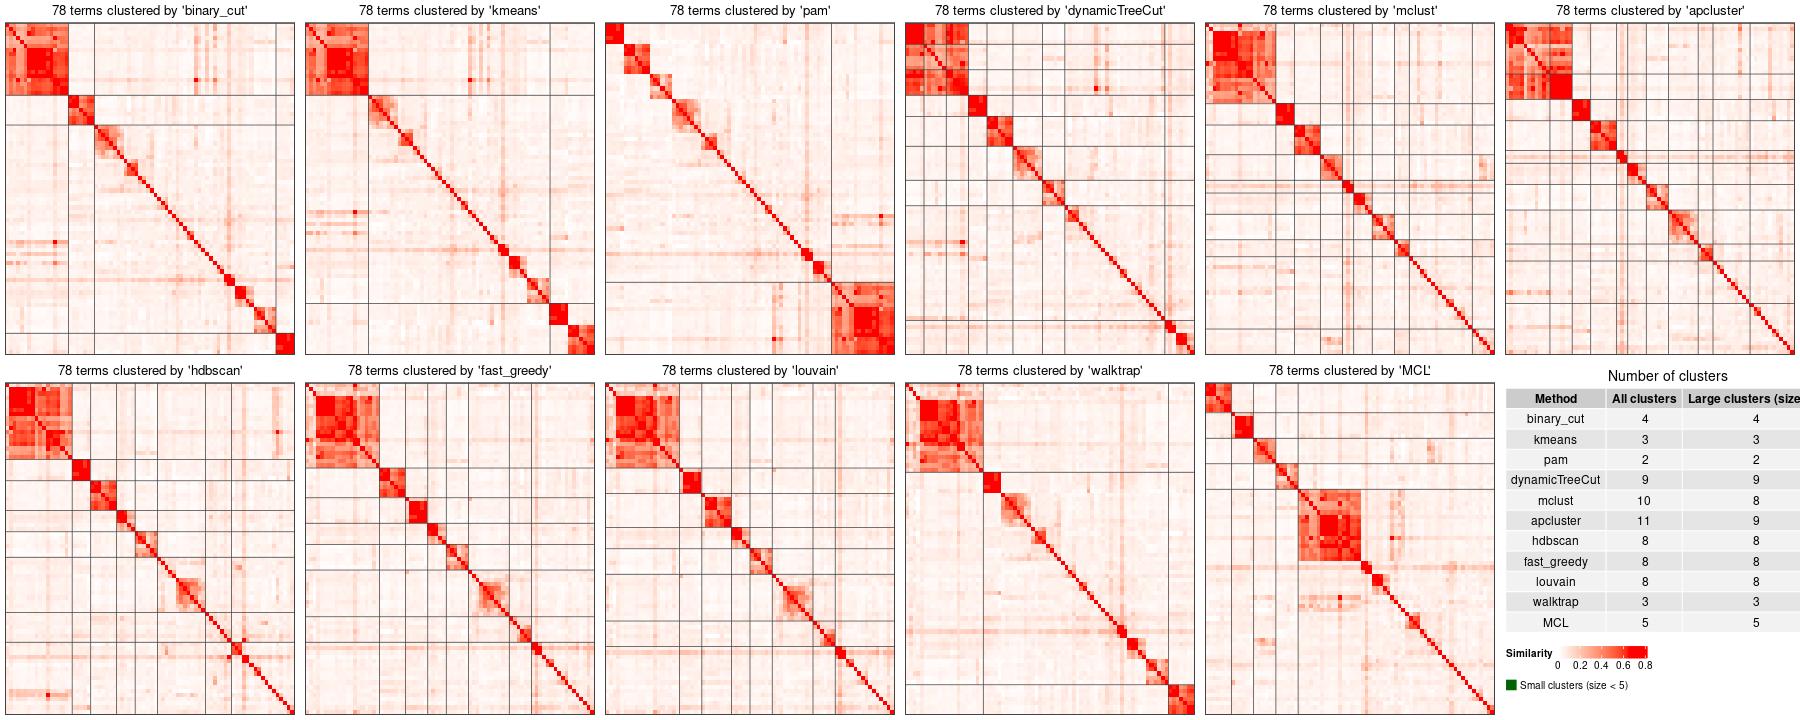 78 terms clustered by 'binary_cut'
78 terms clustered by 'kmeans'
78 terms clustered by 'pam'
78 terms clustered by 'dynamicTreeCut'
78 terms clustered by 'mclust'
78 terms clustered by 'apcluster'
78 terms clustered by 'hdbscan'
78 terms clustered by 'fast_greedy'
78 terms clustered by 'louvain'
78 terms clustered by 'walktrap'
78 terms clustered by 'MCL'
Number of clusters
Method All clusters Large clusters (size
binary_cut 4 4
kmeans 3 3
pam 2 2
dynamicTreeCut 9 9
mclust 10 8
apcluster 11 9
hdbscan 8 8
fast_greedy 8 8
louvain 8 8
walktrap 3 3
MCL 5 5
Similarity
0 0.2 0.4 0.6 0.8
Small clusters (size < 5)